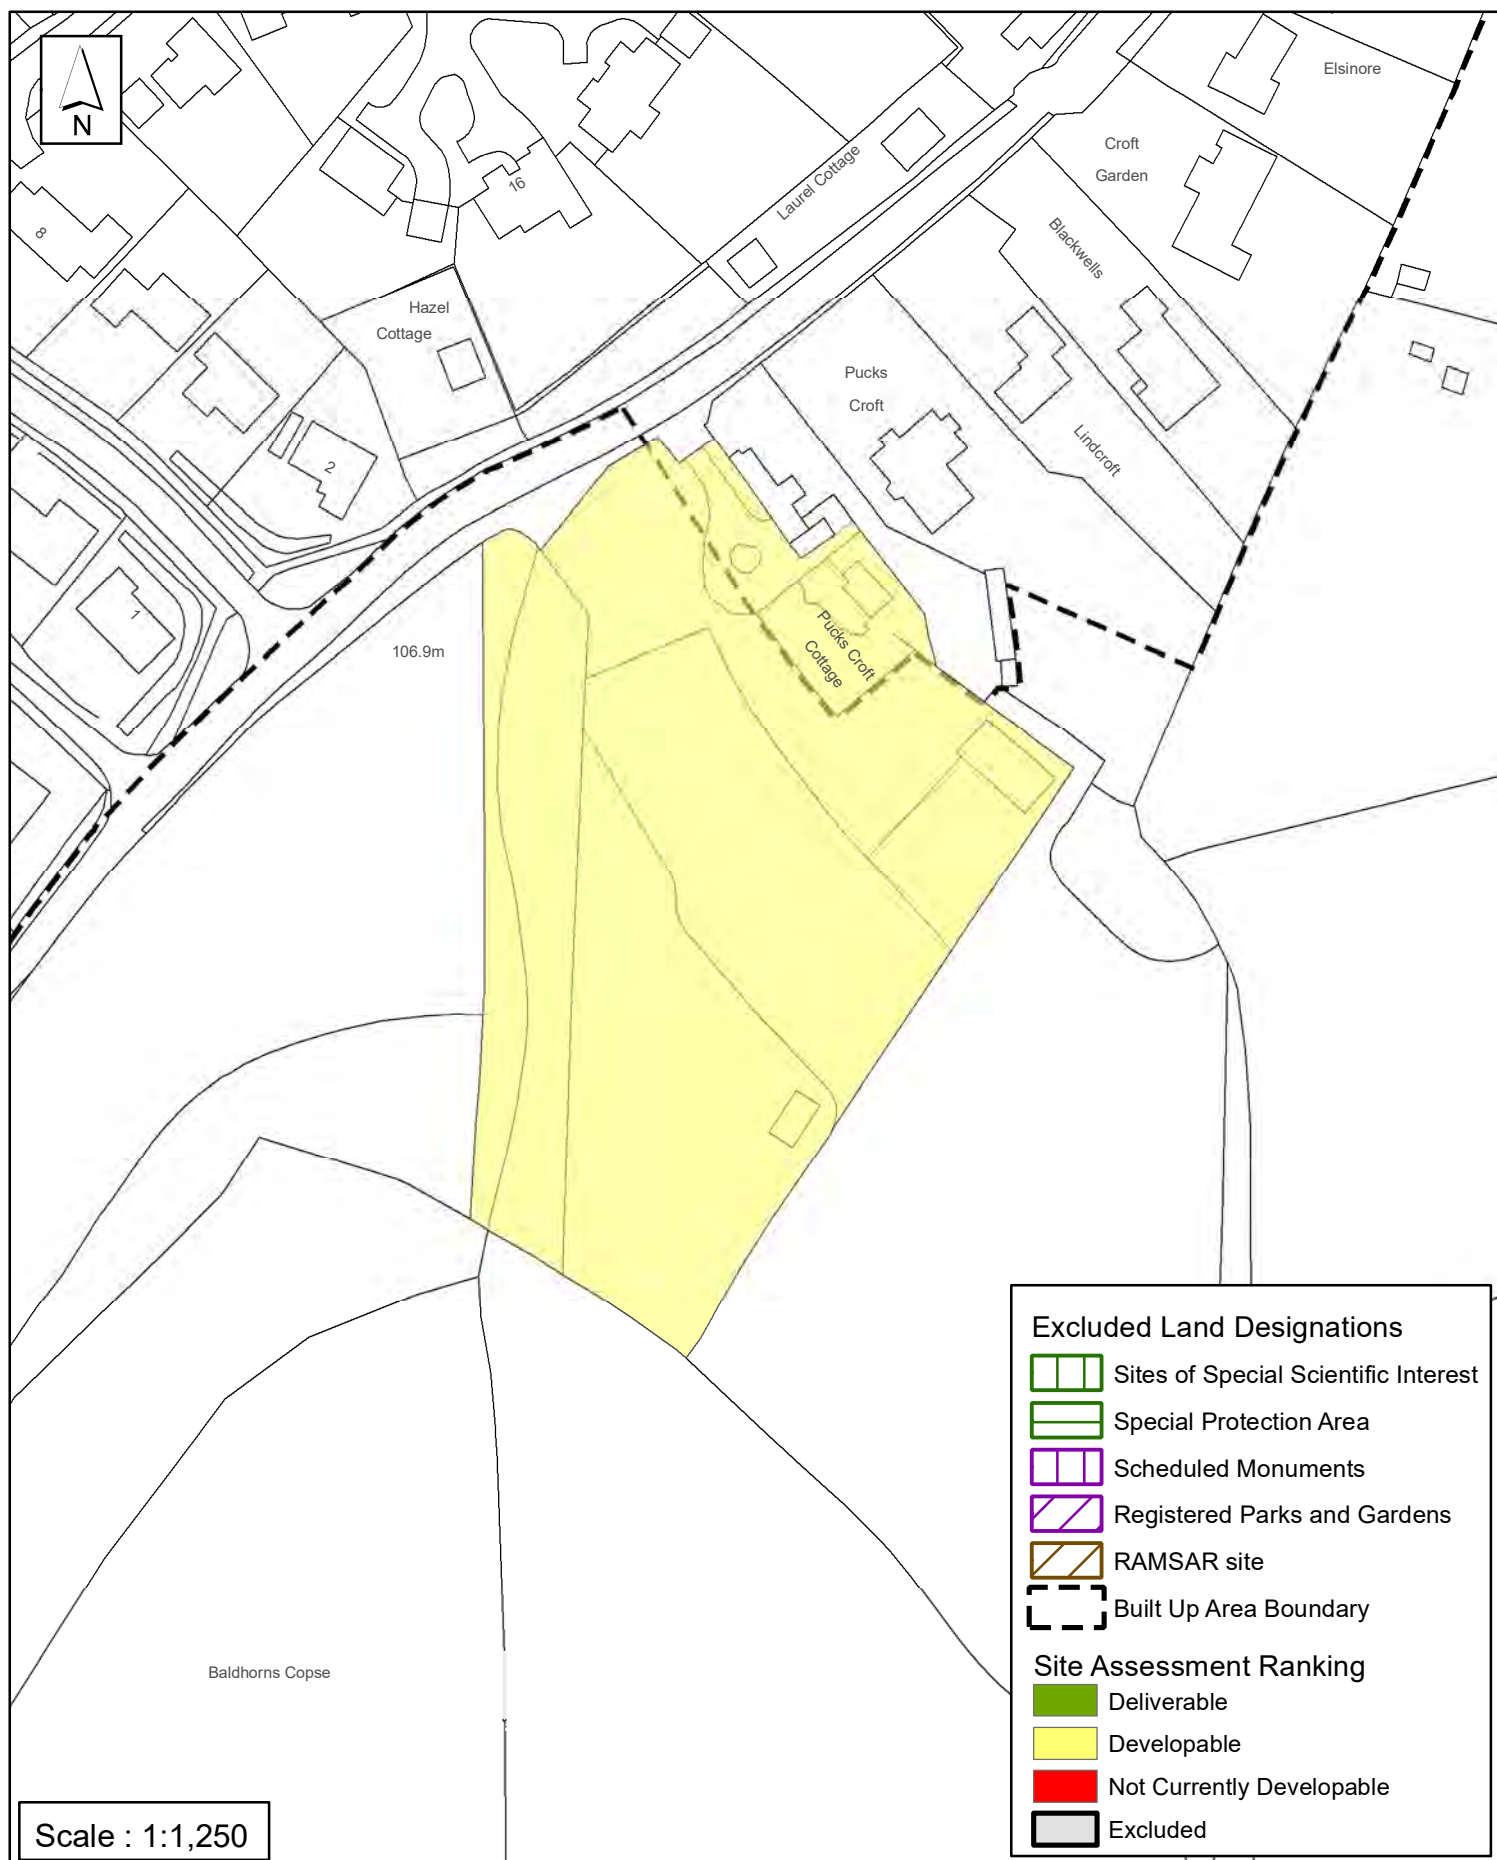 N
Elsinore
Croft
Garden
16
Laurel Cottage
8
Blackwells
Hazel
Cottage
Pucks
Croft
Lindcroft
2
1
106.9m
Pucks Croft
Cottage
Baldhorns Copse
Excluded Land Designations
Sites of Special Scientific Interest
Special Protection Area
Scheduled Monuments
Registered Parks and Gardens
RAMSAR site
Built Up Area Boundary
Site Assessment Ranking
Deliverable
Developable
Not Currently Developable
Excluded
Scale : 1:1,250